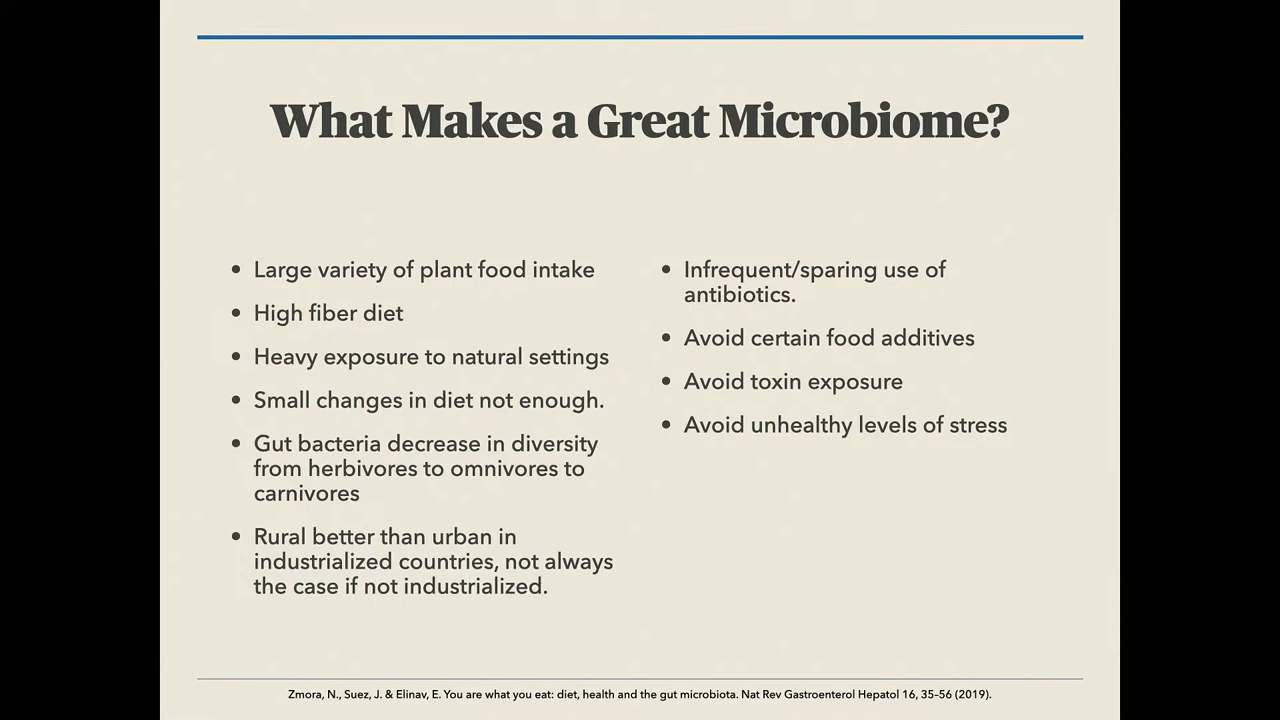 What Makes a Great Microbiome?
• Large variety of plant food intake
• High fiber diet
• Heavy exposure to natural settings
• Small changes in diet not enough.
• Gut bacteria decrease in diversity
from herbivores to omnivores to
carnivores
• Rural better than urban in
industrialized countries, not always
the case if not industrialized.
• Infrequent/sparing use of
antibiotics.
• Avoid certain food additives
• Avoid toxin exposure
• Avoid unhealthy levels of stress
Zmora, N., Suez, J. & Elinav, E. You are what you eat: diet, health and the gut microbiota. Nat Rev Gastroenterol Hepatol 16, 35–56 (2019).